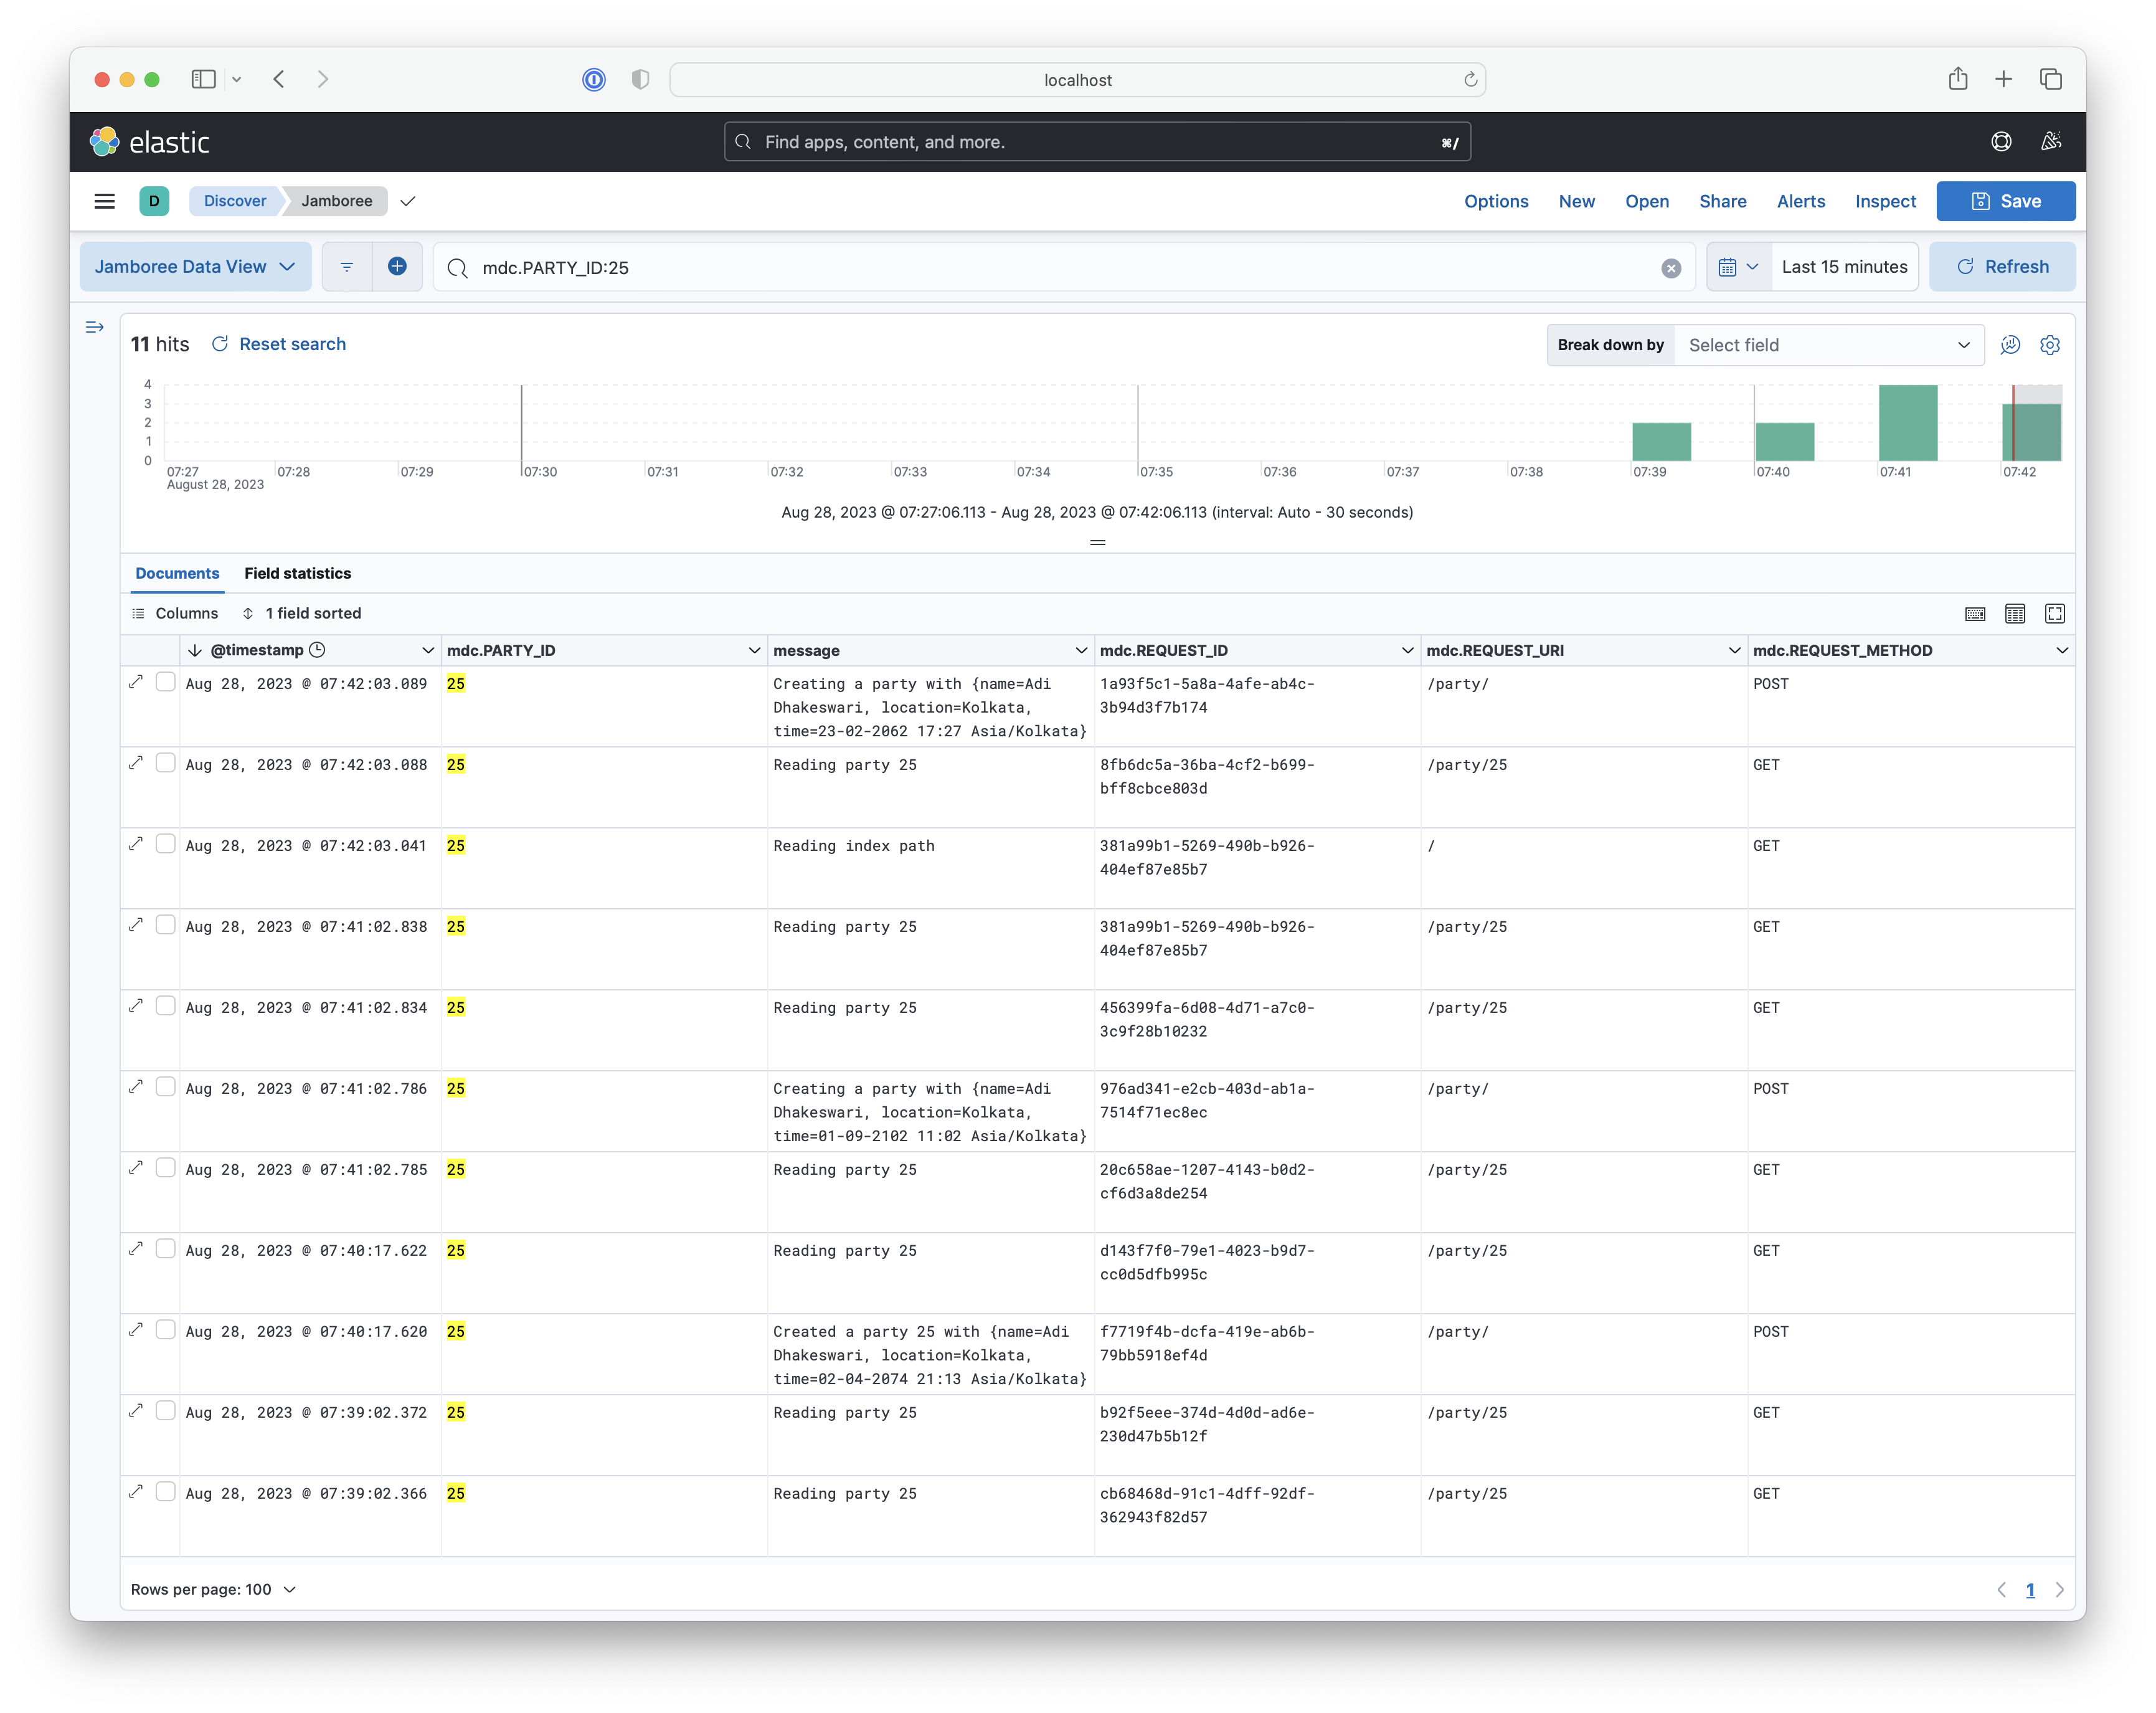 localhost
elastic
Find apps, content, and more.
⌘/
D
Discover
Jamboree
Options
New
Open
Share
Alerts
Inspect
Save
Jamboree Data View
mdc.PARTY_ID:25
Last 15 minutes
Refresh
11 hits
Reset search
Break down by
Select field
4
3
2
1
0
07:27
August 28, 2023
07:28
07:29
07:30
07:31
07:32
07:33
07:34
07:35
07:36
07:37
07:38
07:39
07:40
07:41
07:42
Aug 28, 2023 @ 07:27:06.113 - Aug 28, 2023 @ 07:42:06.113 (interval: Auto - 30 seconds)
Documents
Field statistics
Columns
1 field sorted
@timestamp
mdc.PARTY_ID
message
mdc.REQUEST_ID
mdc.REQUEST_URI
mdc.REQUEST_METHOD
Aug 28, 2023 @ 07:42:03.089
25
Creating a party with {name=Adi
Dhakeswari, location=Kolkata,
time=23-02-2062 17:27 Asia/Kolkata}
1a93f5c1-5a8a-4afe-ab4c-
3b94d3f7b174
/party/
POST
Aug 28, 2023 @ 07:42:03.088
25
Reading party 25
8fb6dc5a-36ba-4cf2-b699-
bff8cbce803d
/party/25
GET
Aug 28, 2023 @ 07:42:03.041
25
Reading index path
381a99b1-5269-490b-b926-
404ef87e85b7
/
GET
Aug 28, 2023 @ 07:41:02.838
25
Reading party 25
381a99b1-5269-490b-b926-
404ef87e85b7
/party/25
GET
Aug 28, 2023 @ 07:41:02.834
25
Reading party 25
456399fa-6d08-4d71-a7c0-
3c9f28b10232
/party/25
GET
Aug 28, 2023 @ 07:41:02.786
25
Creating a party with {name=Adi
Dhakeswari, location=Kolkata,
time=01-09-2102 11:02 Asia/Kolkata}
976ad341-e2cb-403d-ab1a-
7514f71ec8ec
/party/
POST
Aug 28, 2023 @ 07:41:02.785
25
Reading party 25
20c658ae-1207-4143-b0d2-
cf6d3a8de254
/party/25
GET
Aug 28, 2023 @ 07:40:17.622
25
Reading party 25
d143f7f0-79e1-4023-b9d7-
cc0d5dfb995c
/party/25
GET
Aug 28, 2023 @ 07:40:17.620
25
Created a party 25 with {name=Adi
Dhakeswari, location=Kolkata,
time=02-04-2074 21:13 Asia/Kolkata}
f7719f4b-dcfa-419e-ab6b-
79bb5918ef4d
/party/
POST
Aug 28, 2023 @ 07:39:02.372
25
Reading party 25
b92f5eee-374d-4d0d-ad6e-
230d47b5b12f
/party/25
GET
Aug 28, 2023 @ 07:39:02.366
25
Reading party 25
cb68468d-91c1-4dff-92df-
362943f82d57
/party/25
GET
Rows per page: 100
1